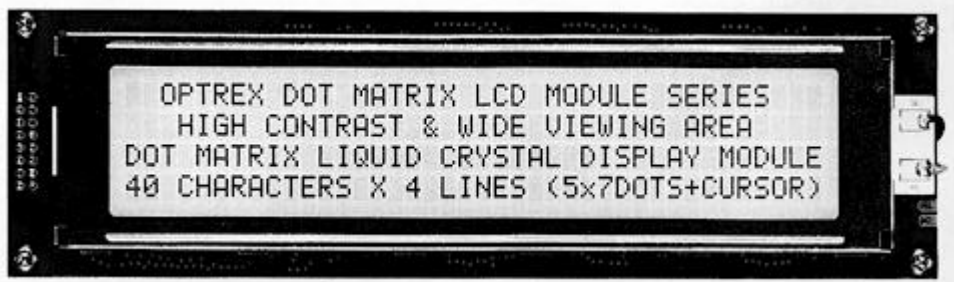 OPTREX DOT MATRIX LCD MODULE SERIES
HIGH CONTRAST & WIDE VIEWING AREA
DOT MATRIX LIQUID CRYSTAL DISPLAY MODULE
40 CHARACTERS X 4 LINES (5x7DOTS+CURSOR)